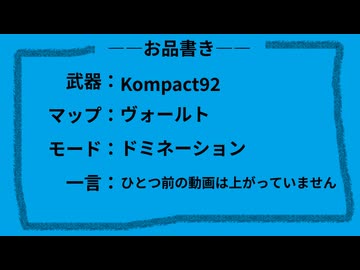 ――お品書き――
武器：Kompact92
マップ：ヴォールト
モード：ドミネーション
一言：ひとつ前の動画は上がっていません